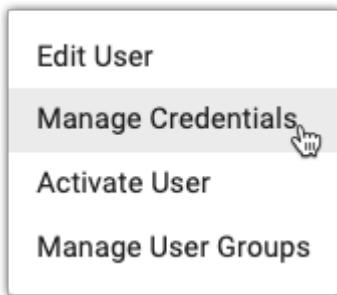 Edit User
Manage Credentials
Activate User
Manage User Groups